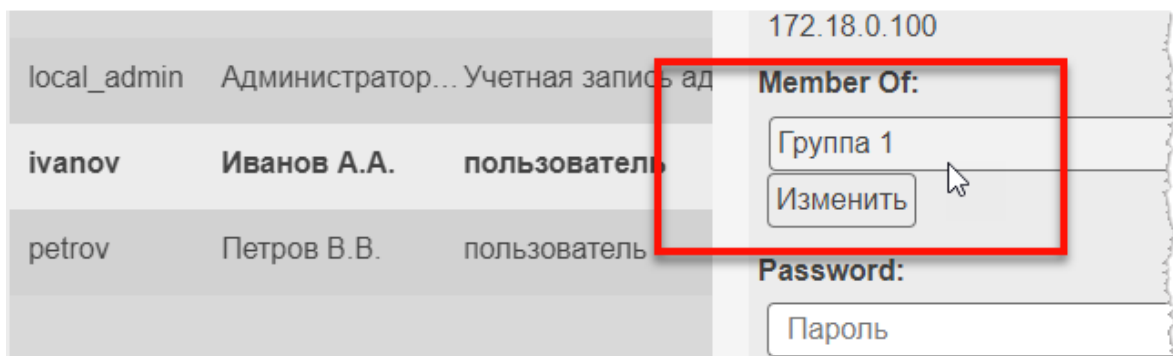 172.18.0.100
local_admin Администратор... Учетная запись ад
Member Of:
Группа 1
ivanov Иванов А.А. пользователь
Изменить
petrov Петров В.В. пользователь
Password:
Пароль